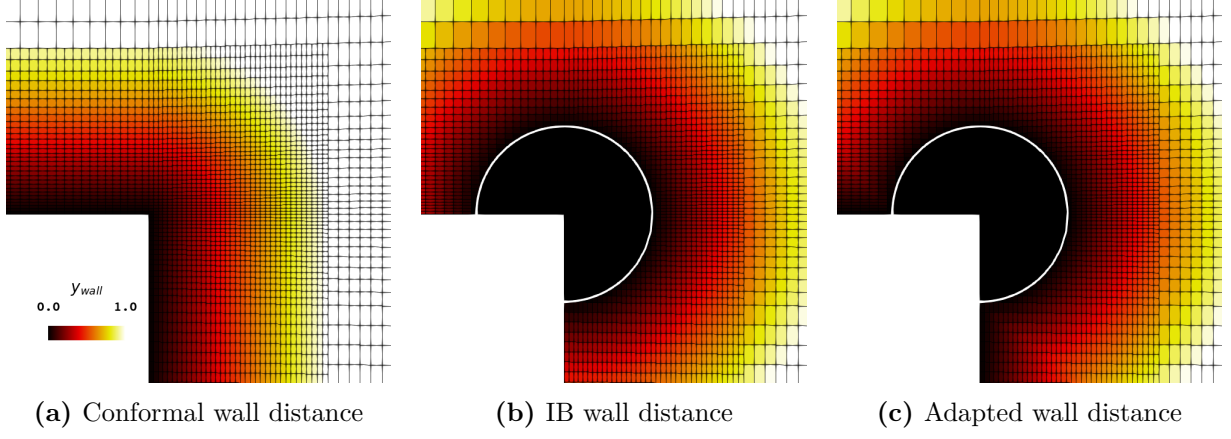 y_wall
0.0 1.0
(a) Conformal wall distance
(b) IB wall distance
(c) Adapted wall distance